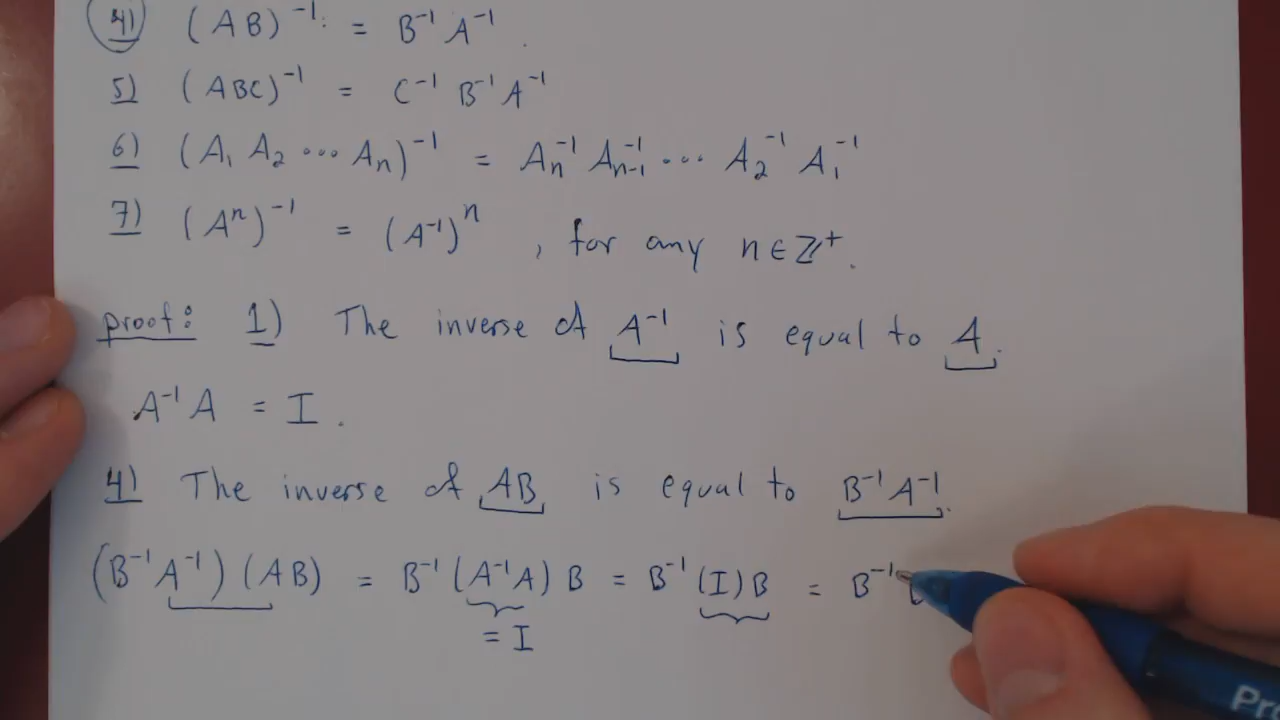 4) (AB)⁻¹ = B⁻¹ A⁻¹.
5) (ABC)⁻¹ = C⁻¹ B⁻¹ A⁻¹
6) (A₁ A₂ ⋯ Aₙ)⁻¹ = Aₙ⁻¹ Aₙ₋₁⁻¹ ⋯ A₂⁻¹ A₁⁻¹
7) (Aⁿ)⁻¹ = (A⁻¹)ⁿ , for any n ∈ ℤ⁺.
proof: 1) The inverse of A⁻¹ is equal to A.
A⁻¹ A = I.
4) The inverse of AB is equal to B⁻¹ A⁻¹.
(B⁻¹ A⁻¹) (AB) = B⁻¹ (A⁻¹ A) B = B⁻¹ (I) B = B⁻¹
= I
Pr